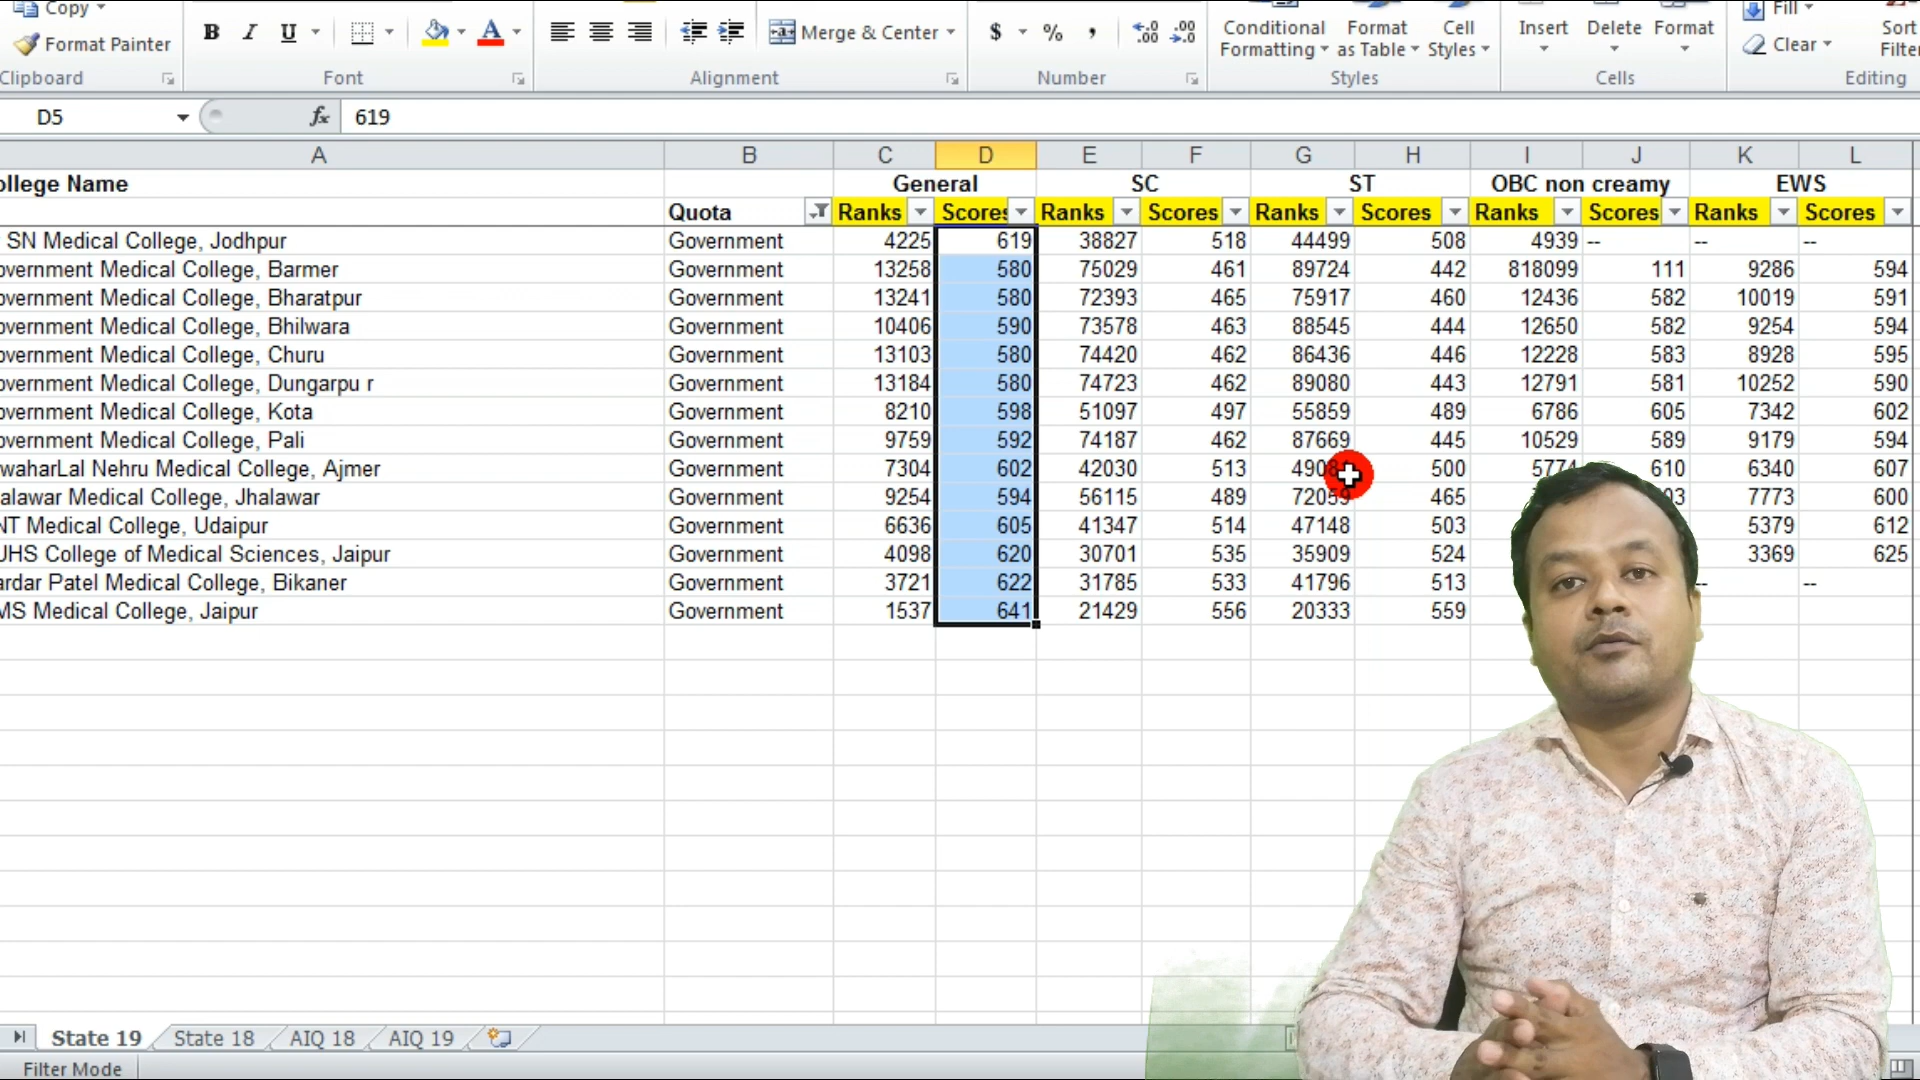 Copy
Format Painter
Clipboard
B I U A
Font
Merge & Center
Alignment
$ % , .0 .00 .00 .0
Number
Conditional Formatting
Format as Table
Cell Styles
Styles
Insert Delete Format
Cells
Fill
Clear
Sort
Filte
Editing
D5 fx 619
A B C D E F G H I J K L
ollege Name General SC ST OBC non creamy EWS
Quota Ranks Scores Ranks Scores Ranks Scores Ranks Scores Ranks Scores
SN Medical College, Jodhpur Government 4225 619 38827 518 44499 508 4939 -- -- --
overnment Medical College, Barmer Government 13258 580 75029 461 89724 442 818099 111 9286 594
overnment Medical College, Bharatpur Government 13241 580 72393 465 75917 460 12436 582 10019 591
overnment Medical College, Bhilwara Government 10406 590 73578 463 88545 444 12650 582 9254 594
overnment Medical College, Churu Government 13103 580 74420 462 86436 446 12228 583 8928 595
overnment Medical College, Dungarpu r Government 13184 580 74723 462 89080 443 12791 581 10252 590
overnment Medical College, Kota Government 8210 598 51097 497 55859 489 6786 605 7342 602
overnment Medical College, Pali Government 9759 592 74187 462 87669 445 10529 589 9179 594
waharLal Nehru Medical College, Ajmer Government 7304 602 42030 513 500 610 6340 607
alawar Medical College, Jhalawar Government 9254 594 56115 489 72059 465 7773 600
NT Medical College, Udaipur Government 6636 605 41347 514 47148 503 5379 612
UHS College of Medical Sciences, Jaipur Government 4098 620 30701 535 35909 524 3369 625
ardar Patel Medical College, Bikaner Government 3721 622 31785 533 41796 513 -- --
MS Medical College, Jaipur Government 1537 641 21429 556 20333 559
State 19 State 18 AIQ 18 AIQ 19
Filter Mode